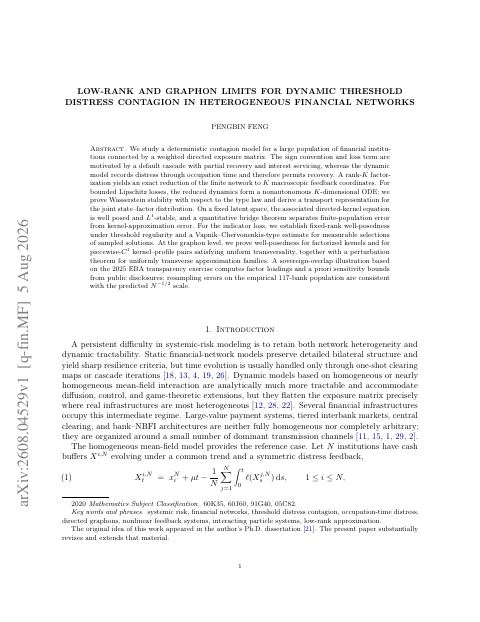 LOW-RANK AND GRAPHON LIMITS FOR DYNAMIC THRESHOLD
DISTRESS CONTAGION IN HETEROGENEOUS FINANCIAL NETWORKS
PENGBIN FENG
Abstract. We study a deterministic contagion model for a large population of financial institu-
tions connected by a weighted directed exposure matrix. The sign convention and loss term are
motivated by a default cascade with partial recovery and interest servicing, whereas the dynamic
model records distress through occupation time and therefore permits recovery. A rank-K factor-
ization yields an exact reduction of the finite network to K macroscopic feedback coordinates. For
bounded Lipschitz losses, the reduced dynamics form a nonautonomous K-dimensional ODE; we
prove Wasserstein stability with respect to the type law and derive a transport representation for
the joint state–factor distribution. On a fixed latent space, the associated directed-kernel equation
is well posed and L¹-stable, and a quantitative bridge theorem separates finite-population error
from kernel-approximation error. For the indicator loss, we establish fixed-rank well-posedness
under threshold regularity and a Vapnik–Chervonenkis-type estimate for measurable selections
of sampled solutions. At the graphon level, we prove well-posedness for factorized kernels and for
piecewise-C¹ kernel–profile pairs satisfying uniform transversality, together with a perturbation
theorem for uniformly transverse approximation families. A sovereign-overlap illustration based
on the 2025 EBA transparency exercise computes factor loadings and a priori sensitivity bounds
from public disclosures; resampling errors on the empirical 117-bank population are consistent
with the predicted N⁻¹ᐟ² scale.
1. Introduction
A persistent difficulty in systemic-risk modeling is to retain both network heterogeneity and
dynamic tractability. Static financial-network models preserve detailed bilateral structure and
yield sharp resilience criteria, but time evolution is usually handled only through one-shot clearing
maps or cascade iterations [18, 13, 4, 19, 26]. Dynamic models based on homogeneous or nearly
homogeneous mean-field interaction are analytically much more tractable and accommodate
diffusion, control, and game-theoretic extensions, but they flatten the exposure matrix precisely
where real infrastructures are most heterogeneous [12, 28, 22]. Several financial infrastructures
occupy this intermediate regime. Large-value payment systems, tiered interbank markets, central
clearing, and bank–NBFI architectures are neither fully homogeneous nor completely arbitrary;
they are organized around a small number of dominant transmission channels [11, 15, 1, 29, 2].
The homogeneous mean-field model provides the reference case. Let N institutions have cash
buffers X^{i,N} evolving under a common trend and a symmetric distress feedback,
(1) X_t^{i,N} = x_i^N + μt − \frac{1}{N} \sum_{j=1}^{N} \int_0^t ℓ(X_s^{j,N}) ds, 1 ≤ i ≤ N,
2020 Mathematics Subject Classification. 60K35, 60J60, 91G40, 05C82.
Key words and phrases. systemic risk, financial networks, threshold distress contagion, occupation-time distress,
directed graphons, nonlinear feedback systems, interacting particle systems, low-rank approximation.
The original idea of this work appeared in the author's Ph.D. dissertation [21]. The present paper substantially
revises and extends that material.
1
arXiv:2608.04529v1 [q-fin.MF] 5 Aug 2026